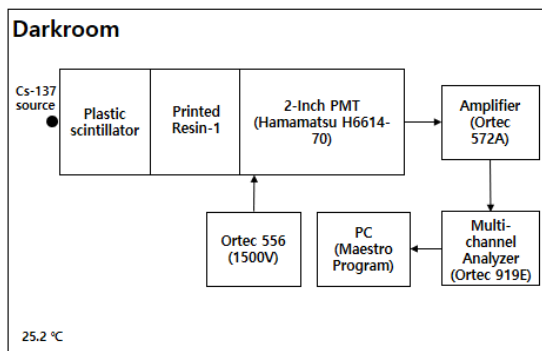 Darkroom
Cs-137
source
Plastic
scintillator
Printed
Resin-1
2-Inch PMT
(Hamamatsu H6614-
70)
Amplifier
(Ortec
572A)
Ortec 556
(1500V)
PC
(Maestro
Program)
Multi-
channel
Analyzer
(Ortec 919E)
25.2 ℃